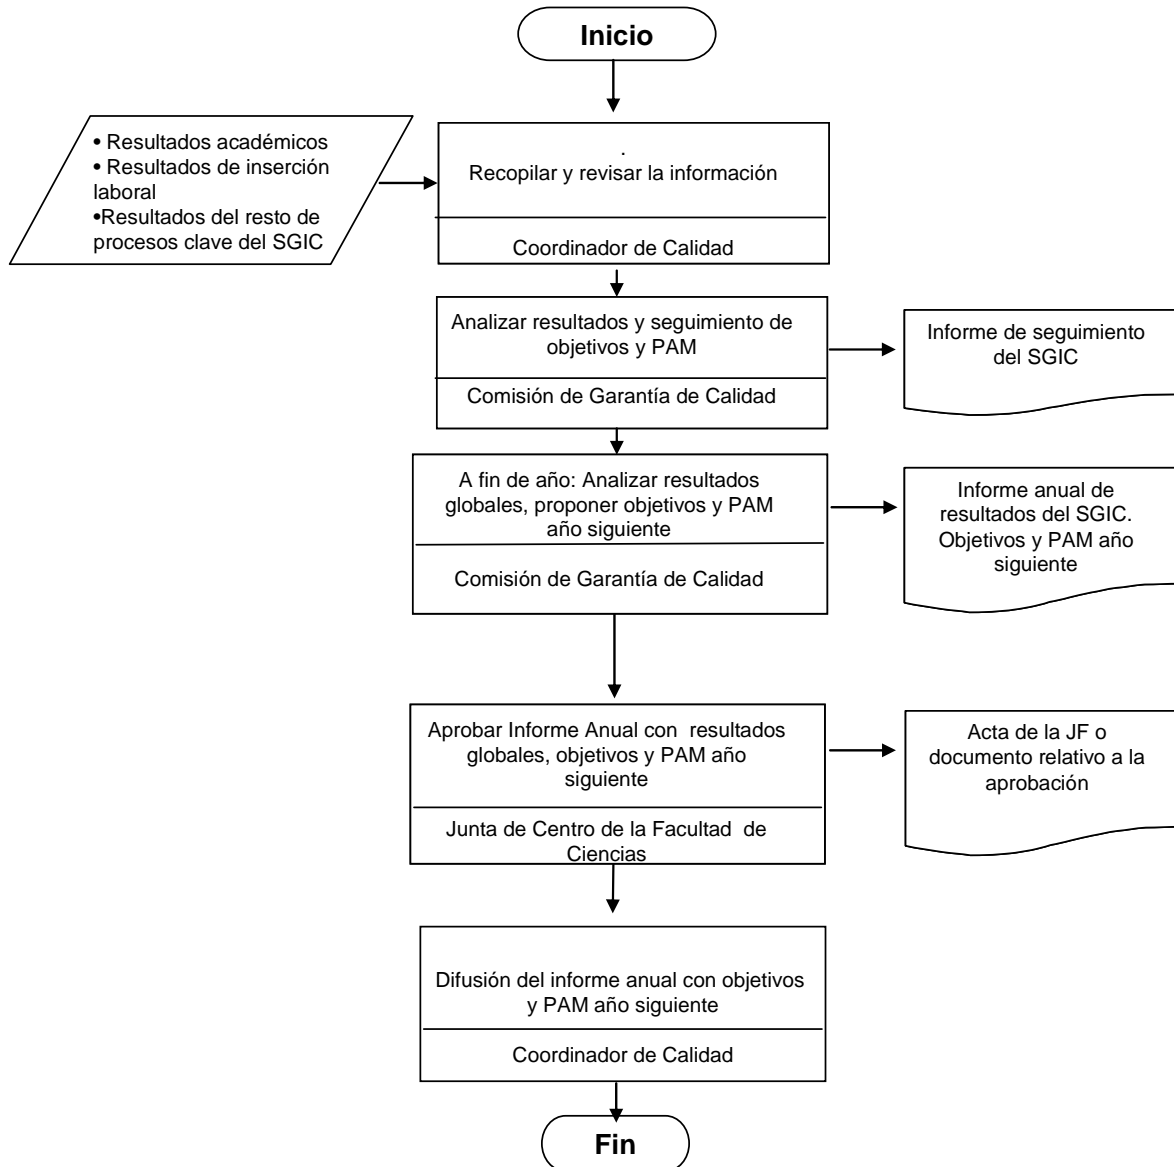 Inicio
• Resultados académicos
• Resultados de inserción
laboral
•Resultados del resto de
procesos clave del SGIC
.
Recopilar y revisar la información
Coordinador de Calidad
Analizar resultados y seguimiento de
objetivos y PAM
Comisión de Garantía de Calidad
Informe de seguimiento
del SGIC
A fin de año: Analizar resultados
globales, proponer objetivos y PAM
año siguiente
Comisión de Garantía de Calidad
Informe anual de
resultados del SGIC.
Objetivos y PAM año
siguiente
Aprobar Informe Anual con resultados
globales, objetivos y PAM año
siguiente
Junta de Centro de la Facultad de
Ciencias
Acta de la JF o
documento relativo a la
aprobación
Difusión del informe anual con objetivos
y PAM año siguiente
Coordinador de Calidad
Fin